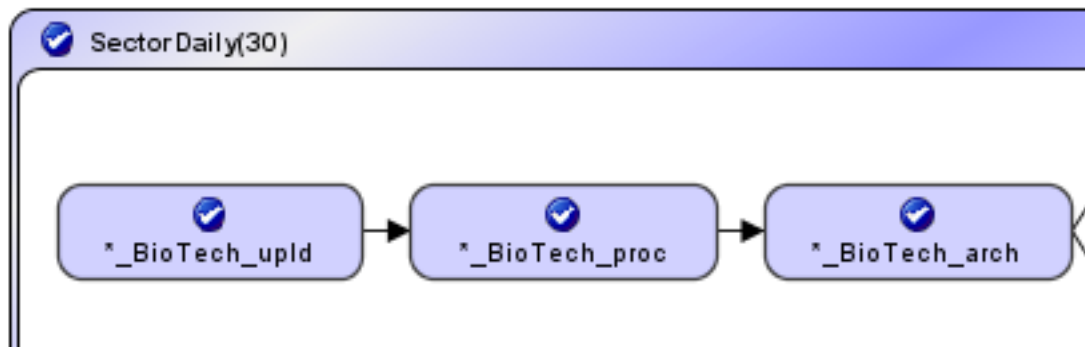 SectorDaily(30)
*_BioTech_upld
*_BioTech_proc
*_BioTech_arch